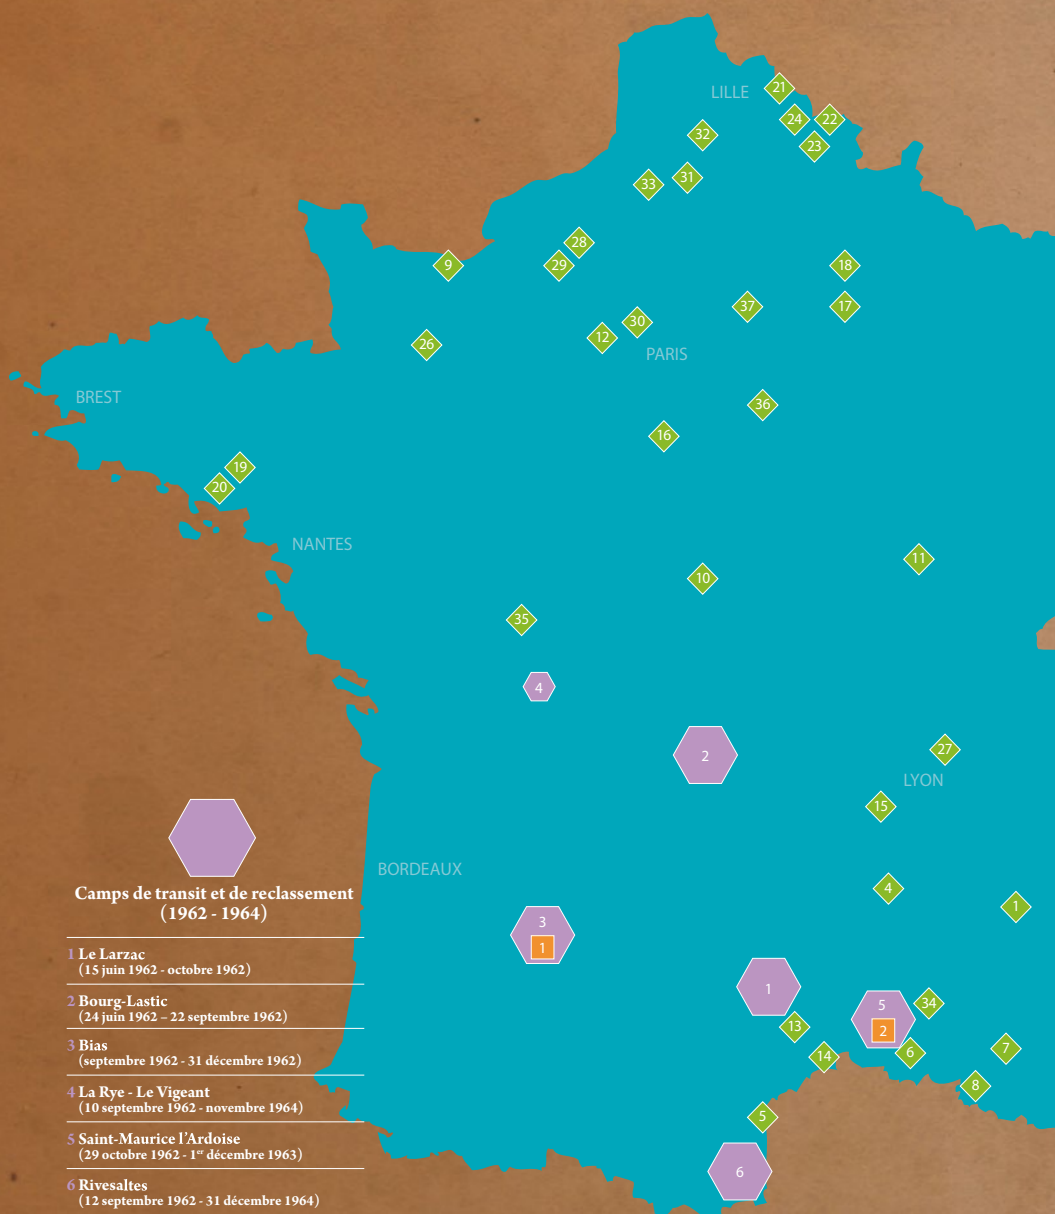 21
LILLE
24
22
32
23
31
33
28
9
29
18
37
17
30
12
26
PARIS
BREST
36
16
19
20
NANTES
11
10
35
4
2
27
LYON
15
BORDEAUX
4
1
3
1
1
5
34
2
13
6
7
14
8
5
6
Camps de transit et de reclassement
(1962 - 1964)
1 Le Larzac
(15 juin 1962 - octobre 1962)
2 Bourg-Lastic
(24 juin 1962 – 22 septembre 1962)
3 Bias
(septembre 1962 - 31 décembre 1962)
4 La Rye - Le Vigeant
(10 septembre 1962 - novembre 1964)
5 Saint-Maurice l'Ardoise
(29 octobre 1962 - 1er décembre 1963)
6 Rivesaltes
(12 septembre 1962 - 31 décembre 1964)